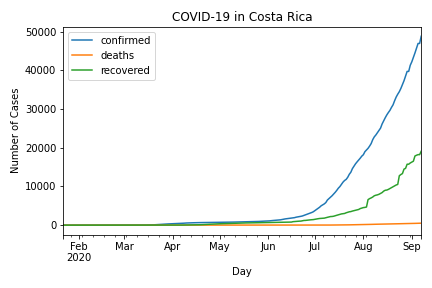 COVID-19 in Costa Rica
confirmed
deaths
recovered
50000
40000
30000
20000
10000
0
Number of Cases
Feb Mar Apr May Jun Jul Aug Sep
2020
Day